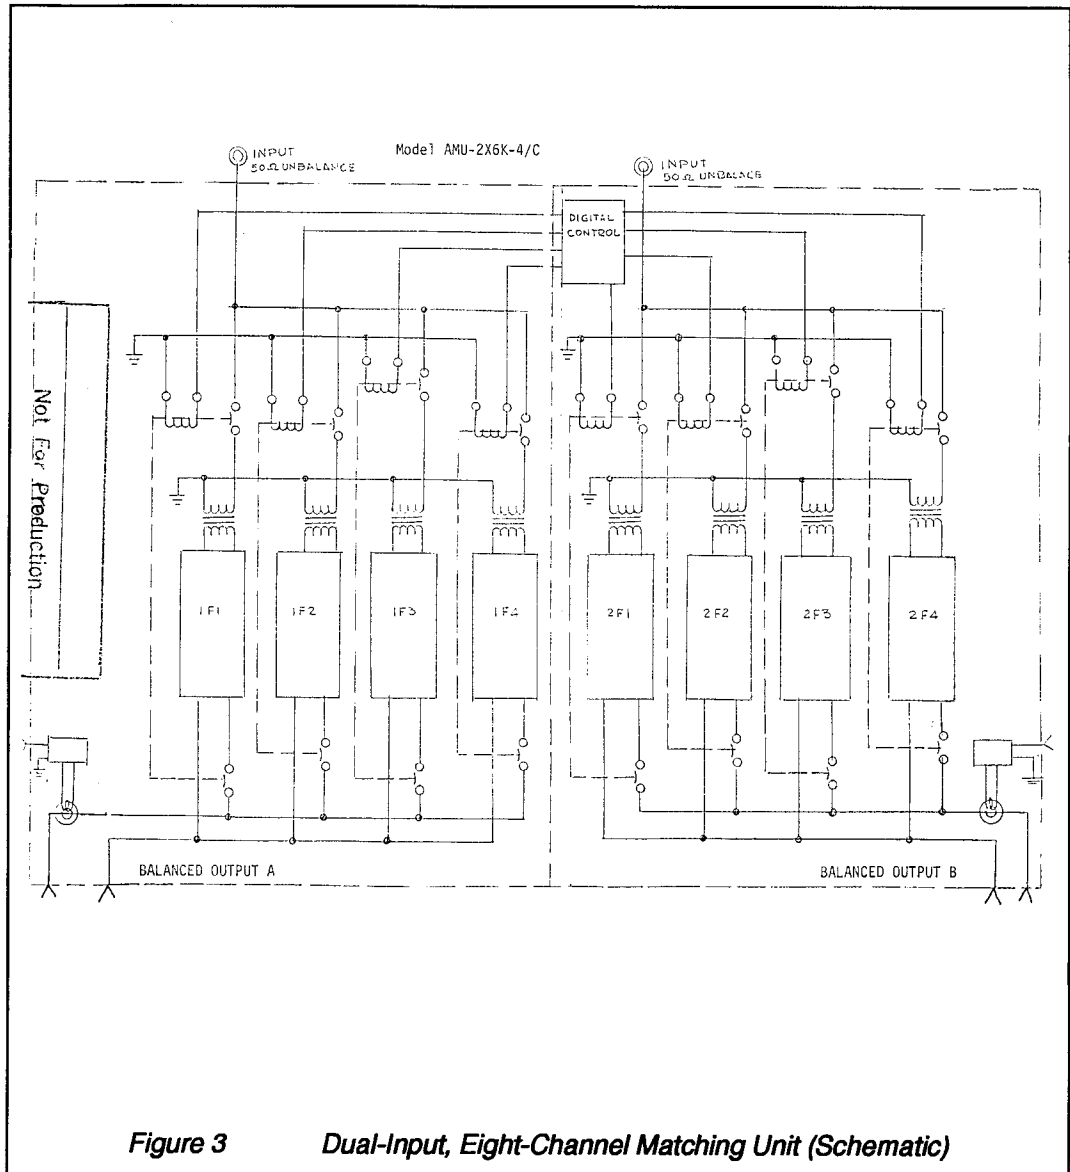 Model AMU-2X6K-4/C
INPUT
50Ω UNBALANCE
INPUT
50Ω UNBALACE
DIGITAL
CONTROL
Not For Production
1F1
1F2
1F3
1F4
2F1
2F2
2F3
2F4
BALANCED OUTPUT A
BALANCED OUTPUT B
Figure 3 Dual-Input, Eight-Channel Matching Unit (Schematic)